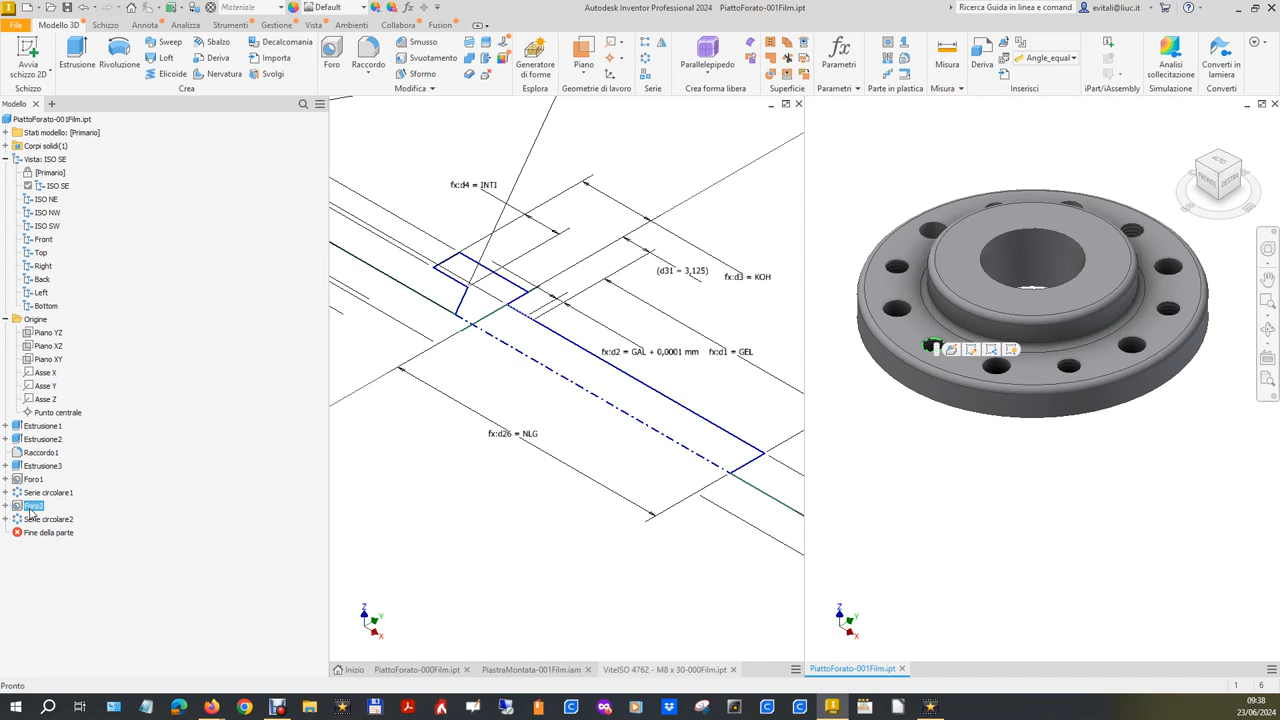 Materiale
Default
Autodesk Inventor Professional 2024
PiattoForato-001Film.ipt
Ricerca Guida in linea e comand
evitali@liuc.it
File
Modello 3D
Schizzo
Annota
Analizza
Strumenti
Gestione
Vista
Ambienti
Collabora
Fusion
Avvia schizzo 2D
Estrusione
Rivoluzione
Sweep
Loft
Elicoide
Sbalzo
Deriva
Nervatura
Decalcomania
Importa
Svolgi
Foro
Raccordo
Smusso
Svuotamento
Sformo
Generatore di forme
Piano
Parallelepipedo
fx
Parametri
Misura
Deriva
Angle_equal
Analisi sollecitazione
Converti in lamiera
Schizzo
Crea
Modifica
Esplora
Geometrie di lavoro
Serie
Crea forma libera
Superficie
Parametri
Parte in plastica
Misura
Inserisci
iPart/iAssembly
Simulazione
Converti
Modello
PiattoForato-001Film.ipt
Stati modello: [Primario]
Corpi solidi(1)
Vista: ISO SE
[Primario]
ISO SE
ISO NE
ISO NW
ISO SW
Front
Top
Right
Back
Left
Bottom
Origine
Piano YZ
Piano XZ
Piano XY
Asse X
Asse Y
Asse Z
Punto centrale
Estrusione1
Estrusione2
Raccordo1
Estrusione3
Foro1
Serie circolare1
Foro2
Serie circolare2
Fine della parte
fx:d4 = INTI
(d31 = 3,125)
fx:d3 = KOH
fx:d2 = GAL + 0,0001 mm
fx:d1 = GEL
fx:d26 = NLG
ALTO
FRONTE
DESTRA
Z
Y
X
Z
Y
X
Inizio
PiattoForato-000Film.ipt
PiastraMontata-001Film.iam
ViteISO 4762 - M8 x 30-000Film.ipt
PiattoForato-001Film.ipt
Pronto
1
6
09:38
23/06/2024